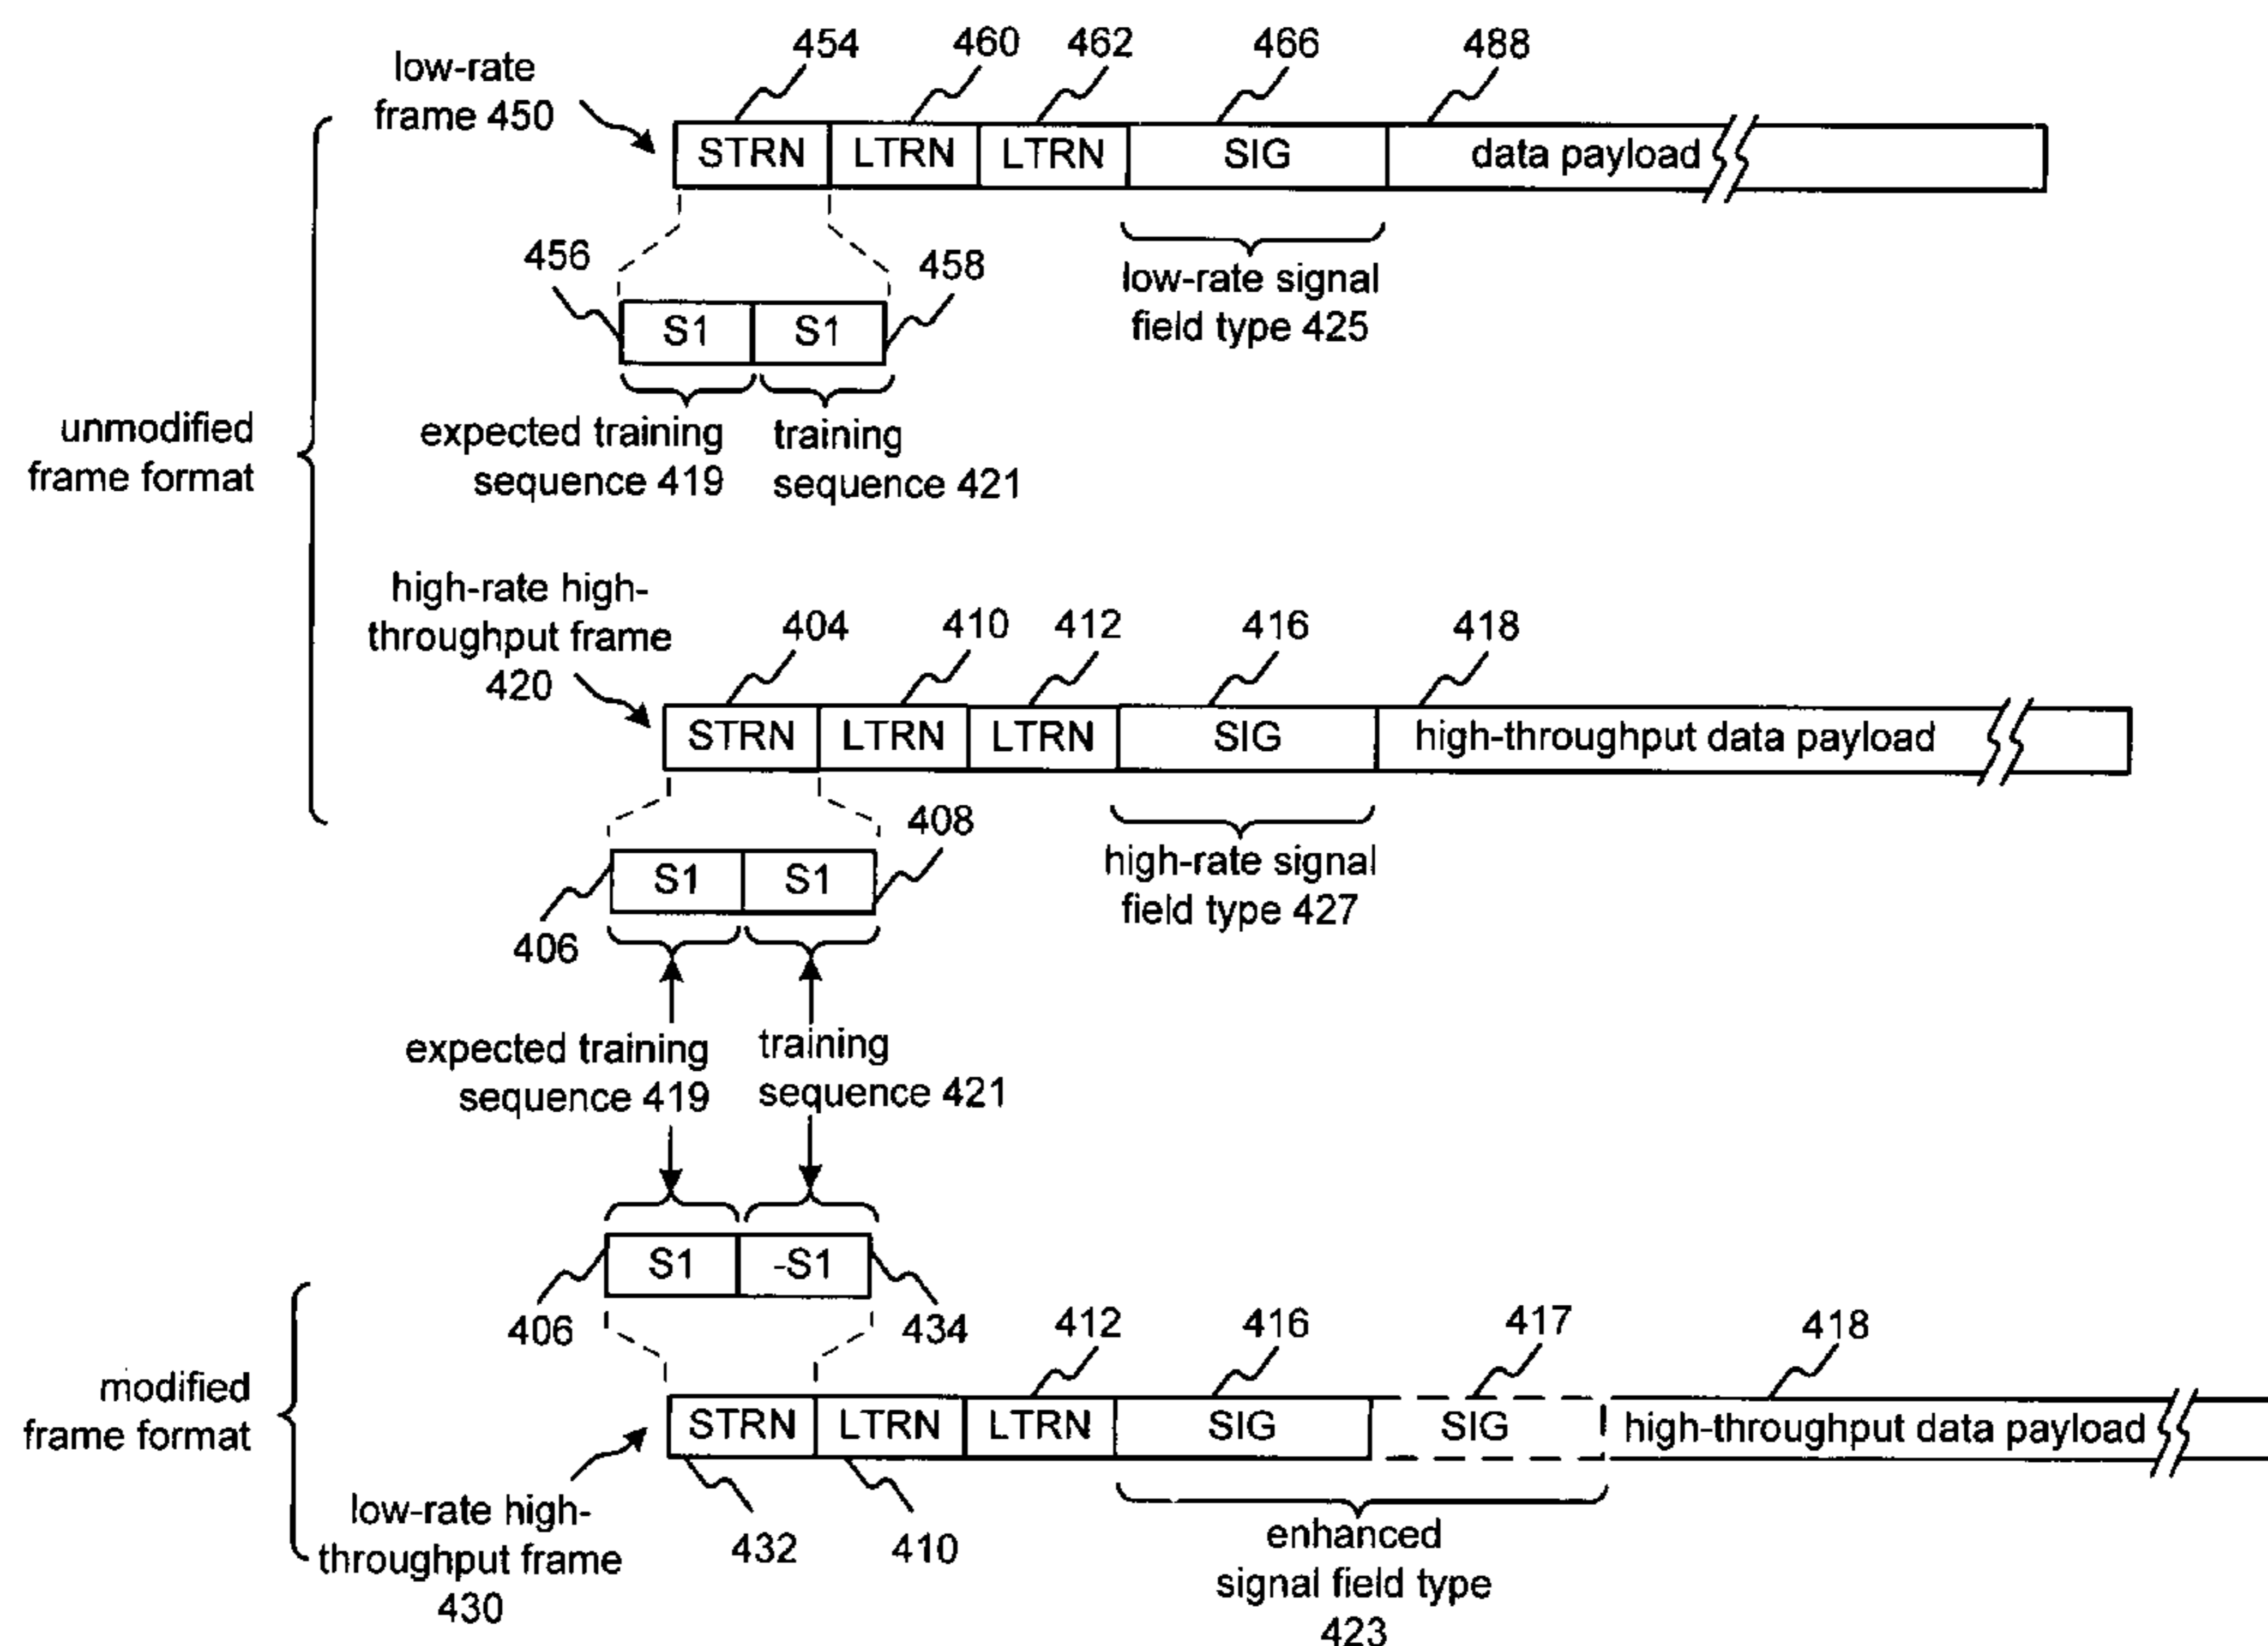 454 460 462 466 488
low-rate
frame 450
STRN LTRN LTRN SIG data payload
456 458
S1 S1
low-rate signal
field type 425
expected training
sequence 419
training
sequence 421
unmodified
frame format
high-rate high-
throughput frame
420
404 410 412 416 418
STRN LTRN LTRN SIG high-throughput data payload
408
S1 S1
406
high-rate signal
field type 427
expected training
sequence 419
training
sequence 421
S1 -S1
406 434
412 416 417 418
modified
frame format
STRN LTRN LTRN SIG SIG high-throughput data payload
low-rate high-
throughput frame
430
432 410
enhanced
signal field type
423